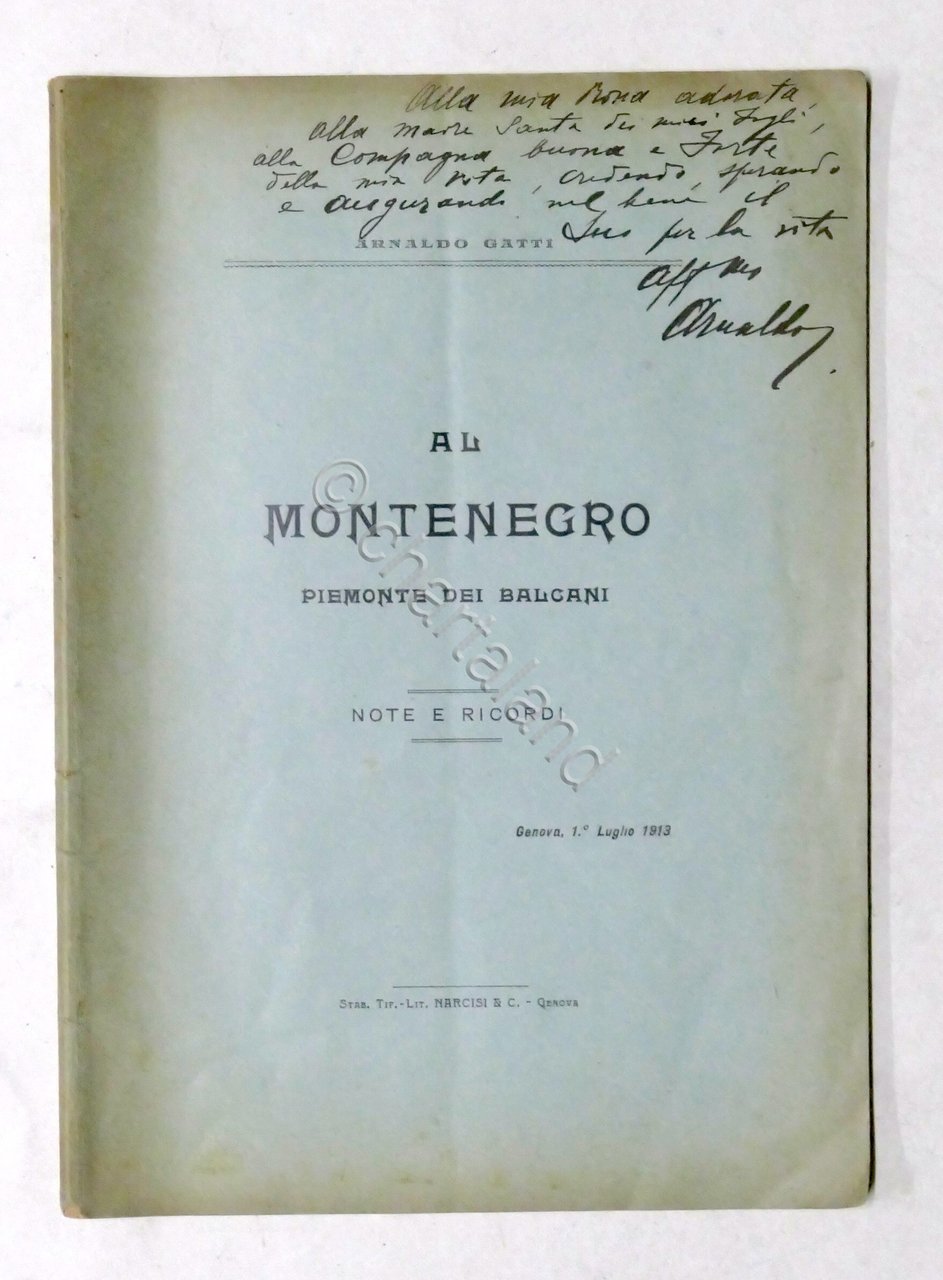 Alla mia adorata,
alla madre Santa dei miei figli,
alla Compagna buona e forte
della mia vita, credendo, sperando
e augurando nel bene il
Suo per la vita
Aff mo
Arnaldo
ARNALDO GATTI
AL
MONTENEGRO
PIEMONTE DEI BALCANI
NOTE E RICORDI
Genova, 1.° Luglio 1913
STAB. TIP.-LIT. NARCISI & C. - GENOVA
© chartaland